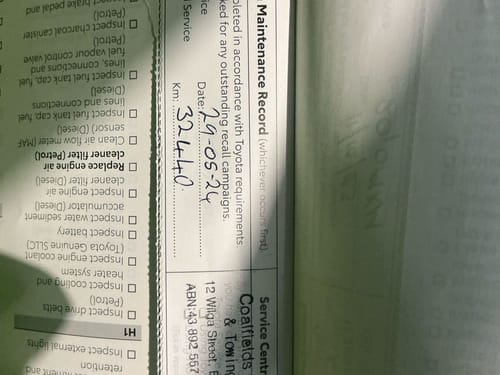 Maintenance Record (whichever occurs first)
pleted in accordance with Toyota requirements
ked for any outstanding recall campaigns.
ice Date: 29-05-24
l Service Km: 32440
Service Centr
Coalfields
& Towing
12 Wilga Street, E
ABN:43 892 557
retention
□ Inspect external lights
H1
□ Inspect drive belts
(Petrol)
□ Inspect cooling and
heater system
□ Inspect engine coolant
(Toyota Genuine SLLC)
□ Inspect battery
□ Inspect water sediment
accumulator (Diesel)
□ Inspect engine air
cleaner filter (Diesel)
□ Replace engine air
cleaner filter (Petrol)
□ Clean air flow meter (MAF
sensor) (Diesel)
□ Inspect fuel tank cap, fuel
lines and connections
(Diesel)
□ Inspect fuel tank cap, fuel
lines, connections and
fuel vapour control valve
(Petrol)
□ Inspect charcoal canister
(Petrol)
brake pedal and